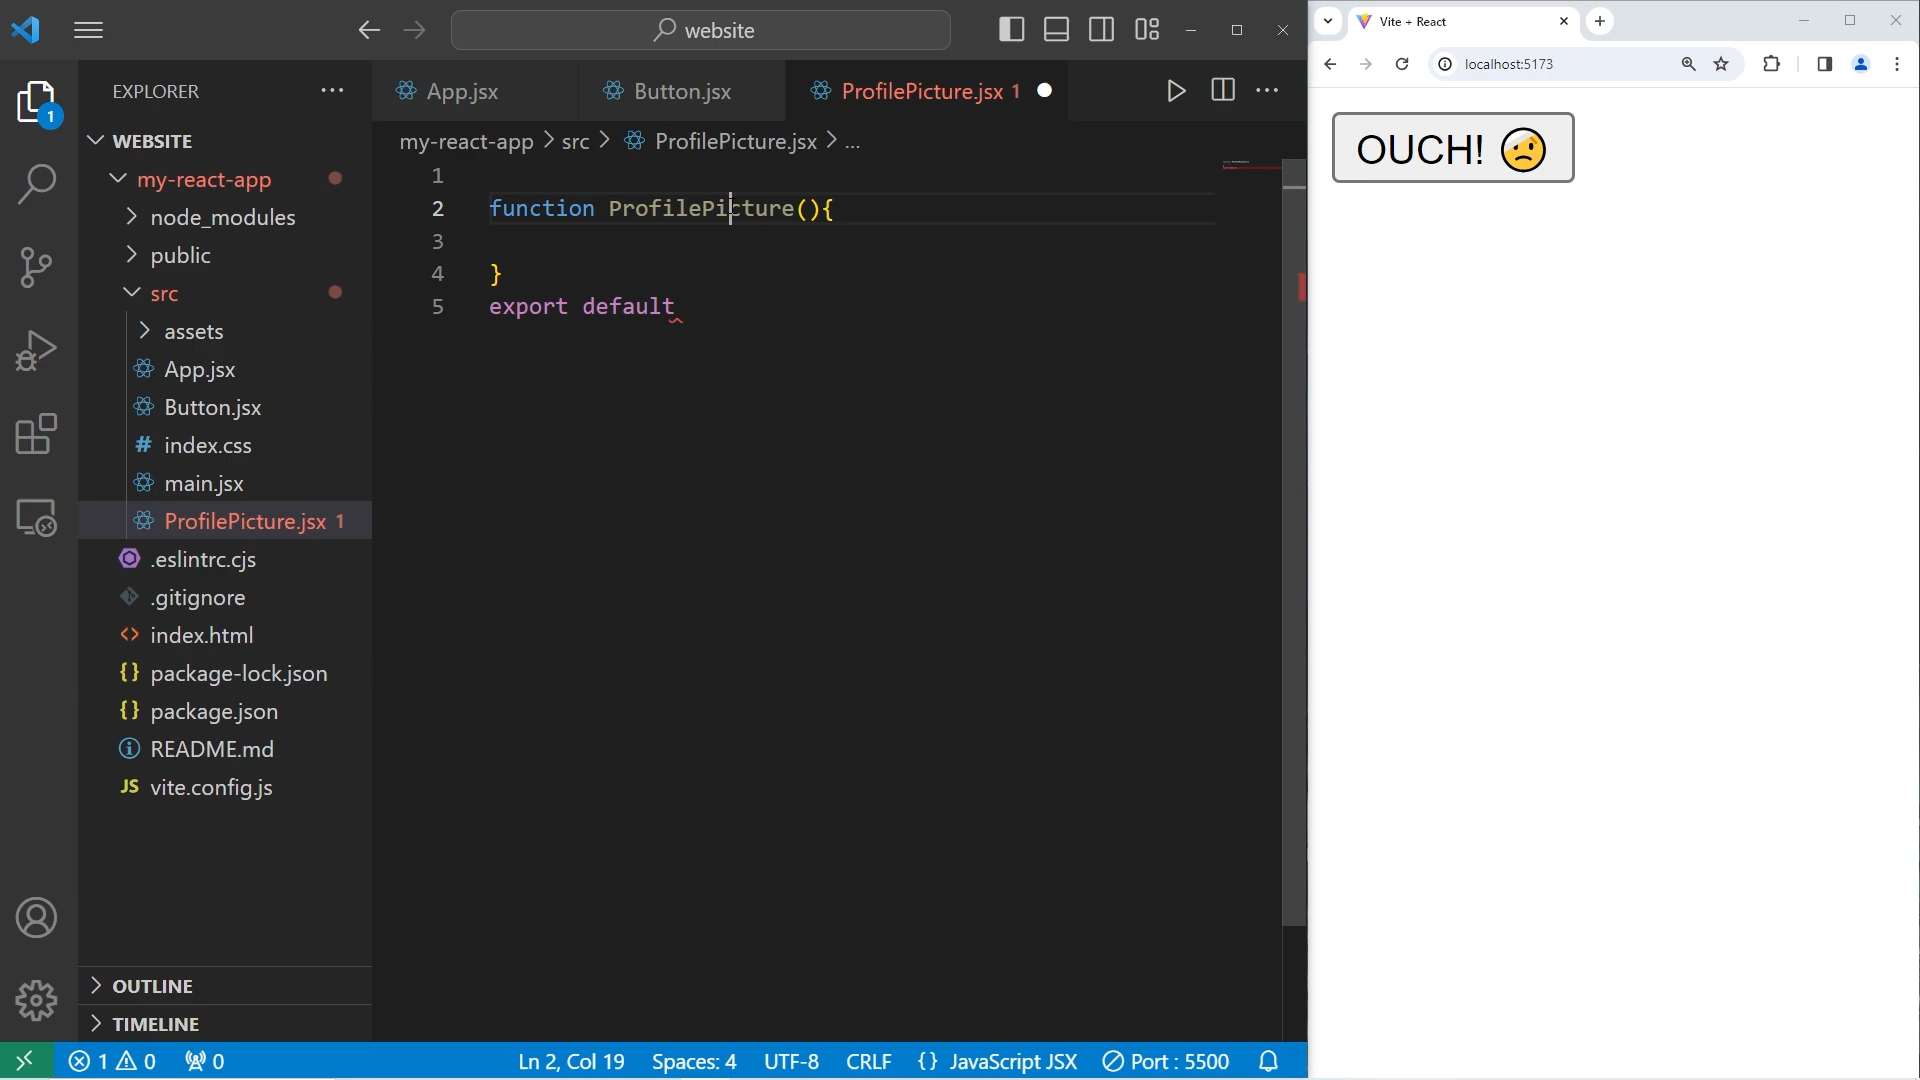 website
EXPLORER
1
WEBSITE
my-react-app
node_modules
public
src
assets
App.jsx
Button.jsx
index.css
main.jsx
ProfilePicture.jsx 1
.eslintrc.cjs
.gitignore
index.html
package-lock.json
package.json
README.md
JS vite.config.js
OUTLINE
TIMELINE
App.jsx
Button.jsx
ProfilePicture.jsx 1
my-react-app > src > ProfilePicture.jsx > ...
1
2 function ProfilePicture(){
3
4 }
5 export default
1 0 0
Ln 2, Col 19 Spaces: 4 UTF-8 CRLF {} JavaScript JSX Port : 5500
Vite + React
localhost:5173
OUCH! 🤕